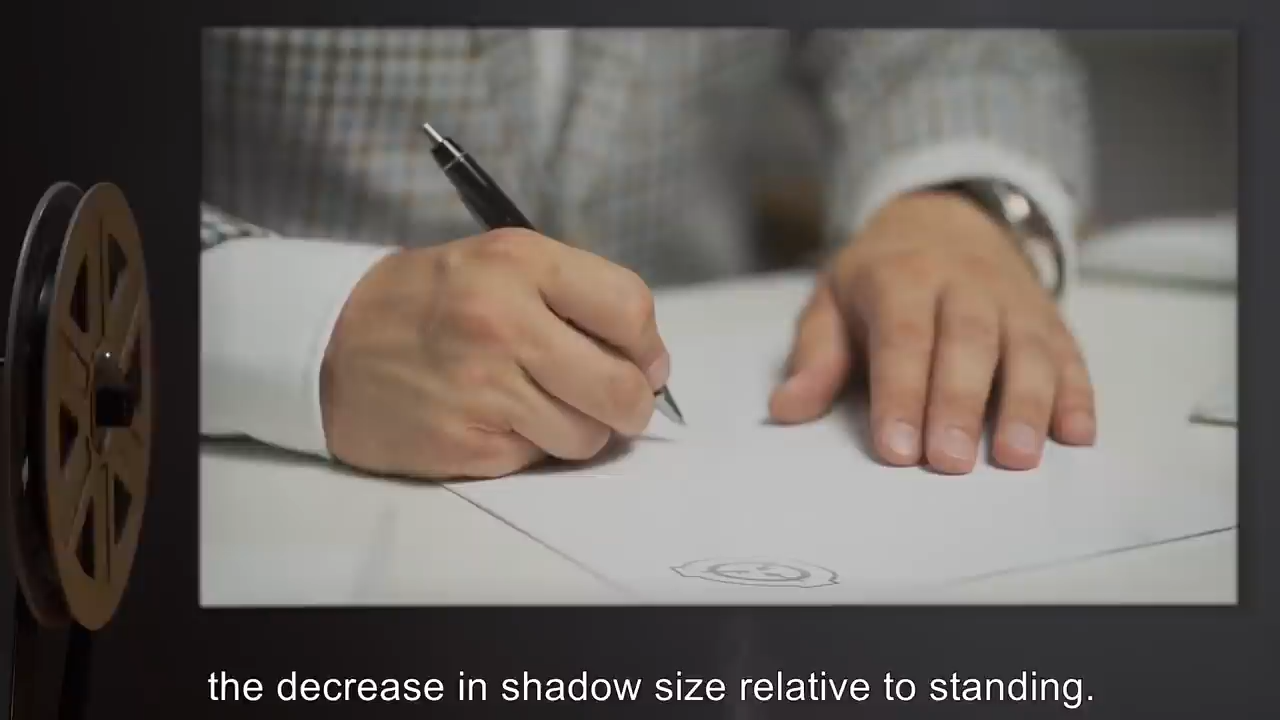 the decrease in shadow size relative to standing.